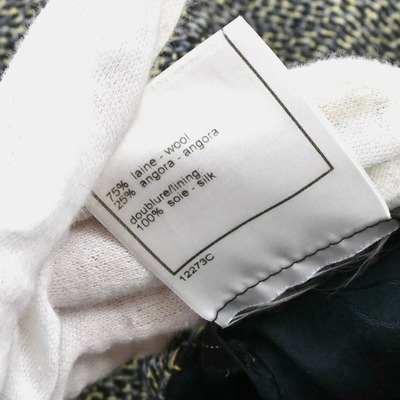 75% laine - wool
25% angora - angora
doublure/lining
100% soie - silk
12273C